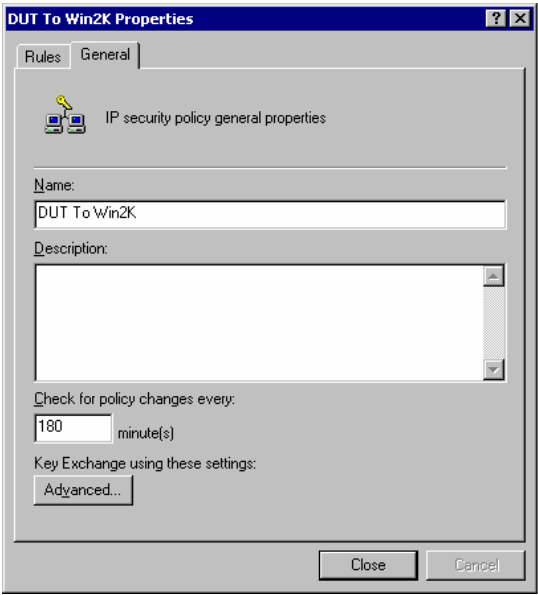 DUT To Win2K Properties
Rules General
IP security policy general properties
Name:
DUT To Win2K
Description:
Check for policy changes every:
180 minute(s)
Key Exchange using these settings:
Advanced...
Close Cancel